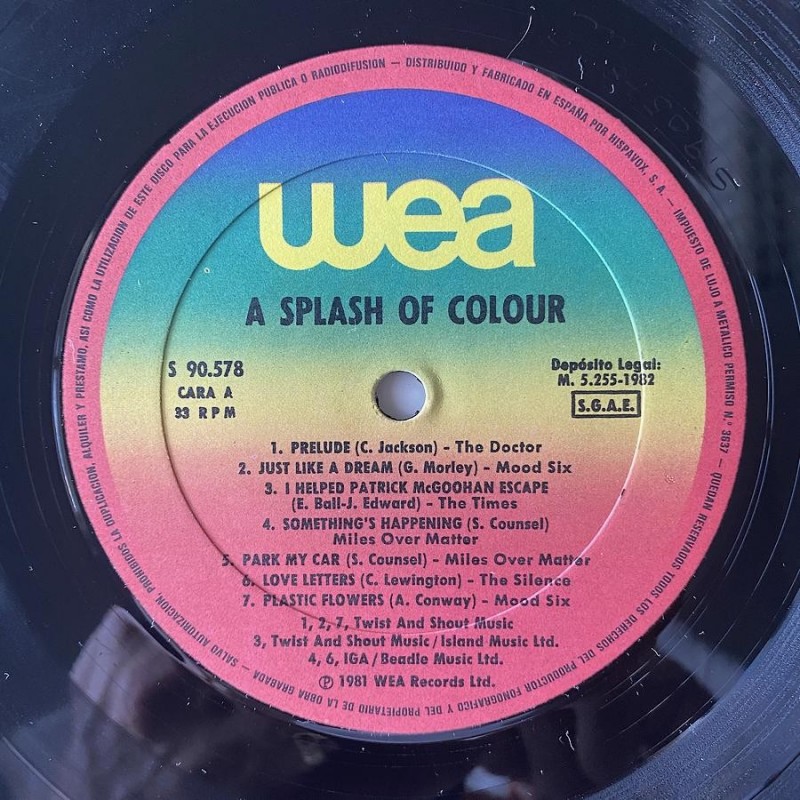 SALVO AUTORIZACION, PROHIBIDOS LA DUPLICACION, ALQUILER Y PRESTAMO, ASI COMO LA UTILIZACION DE ESTE DISCO PARA LA EJECUCION PUBLICA O RADIODIFUSION — DISTRIBUIDO Y FABRICADO EN ESPAÑA POR HISPAVOX, S. A. — IMPUESTO DE LUJO A METALICO PERMISO N.º 3637 — QUEDAN RESERVADOS TODOS LOS DERECHOS DEL PRODUCTOR FONOGRAFICO Y DEL PROPIETARIO DE LA OBRA GRABADA —
wea
A SPLASH OF COLOUR
S 90.578
CARA A
33 RPM
Depósito Legal:
M. 5.255-1982
S.G.A.E.
1. PRELUDE (C. Jackson) - The Doctor
2. JUST LIKE A DREAM (G. Morley) - Mood Six
3. I HELPED PATRICK McGOOHAN ESCAPE
(E. Ball-J. Edward) - The Times
4. SOMETHING'S HAPPENING (S. Counsel)
Miles Over Matter
5. PARK MY CAR (S. Counsel) - Miles Over Matter
6. LOVE LETTERS (C. Lewington) - The Silence
7. PLASTIC FLOWERS (A. Conway) - Mood Six
1, 2, 7, Twist And Shout Music
3, Twist And Shout Music/Island Music Ltd.
4, 6, IGA/Beadle Music Ltd.
℗ 1981 WEA Records Ltd.